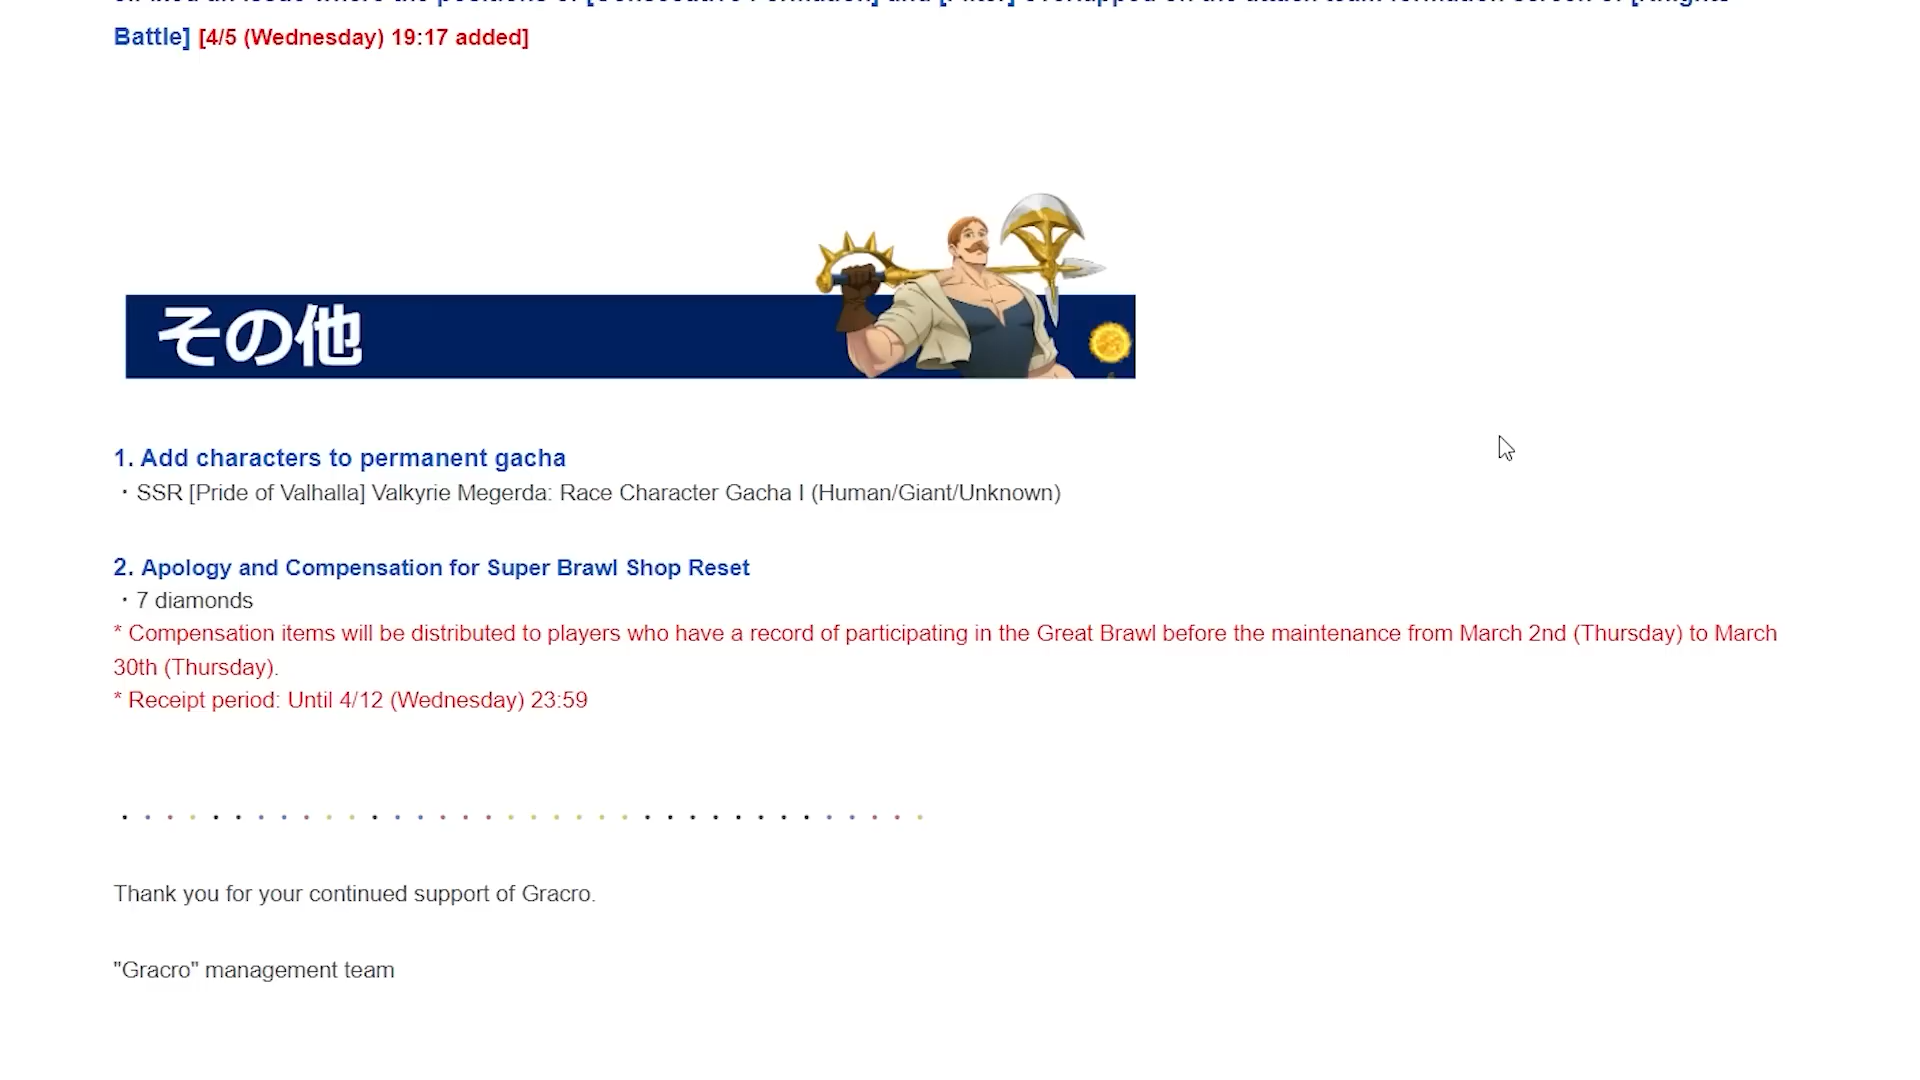 Battle] [4/5 (Wednesday) 19:17 added]
その他
1. Add characters to permanent gacha
・SSR [Pride of Valhalla] Valkyrie Megerda: Race Character Gacha I (Human/Giant/Unknown)
2. Apology and Compensation for Super Brawl Shop Reset
・7 diamonds
* Compensation items will be distributed to players who have a record of participating in the Great Brawl before the maintenance from March 2nd (Thursday) to March
30th (Thursday).
* Receipt period: Until 4/12 (Wednesday) 23:59
Thank you for your continued support of Gracro.
"Gracro" management team